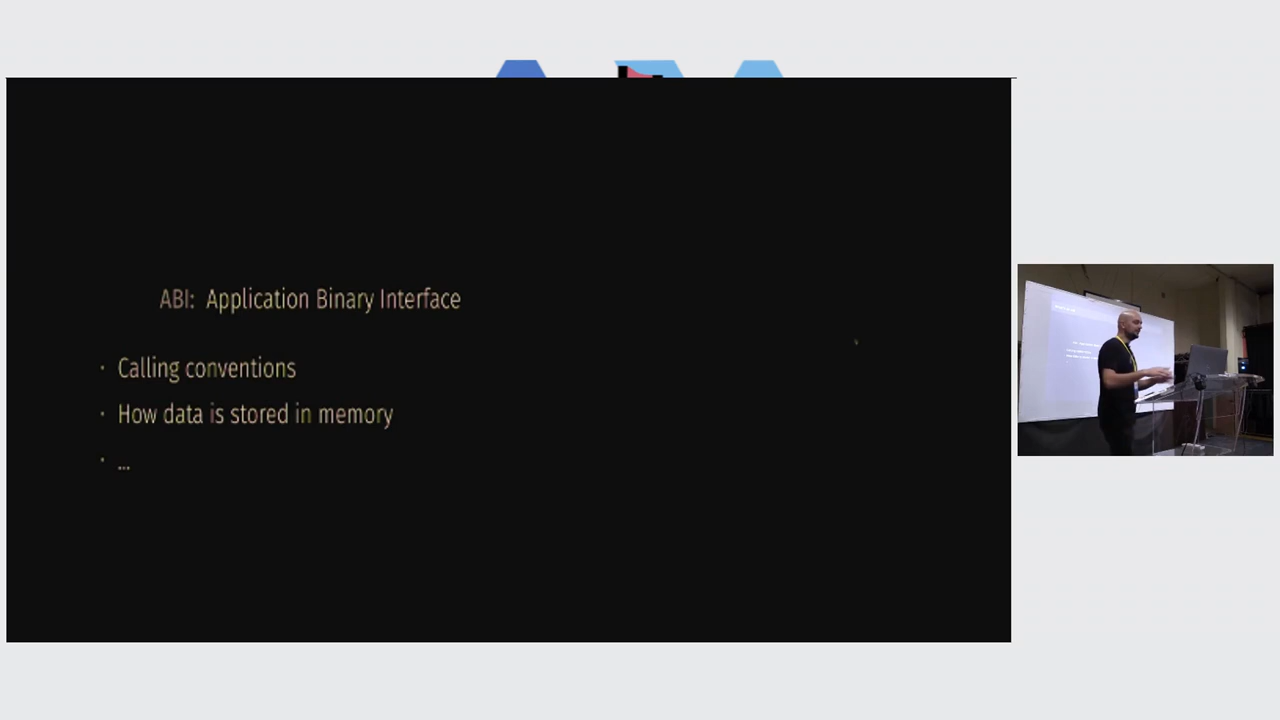 ABI: Application Binary Interface
· Calling conventions
· How data is stored in memory
· ...